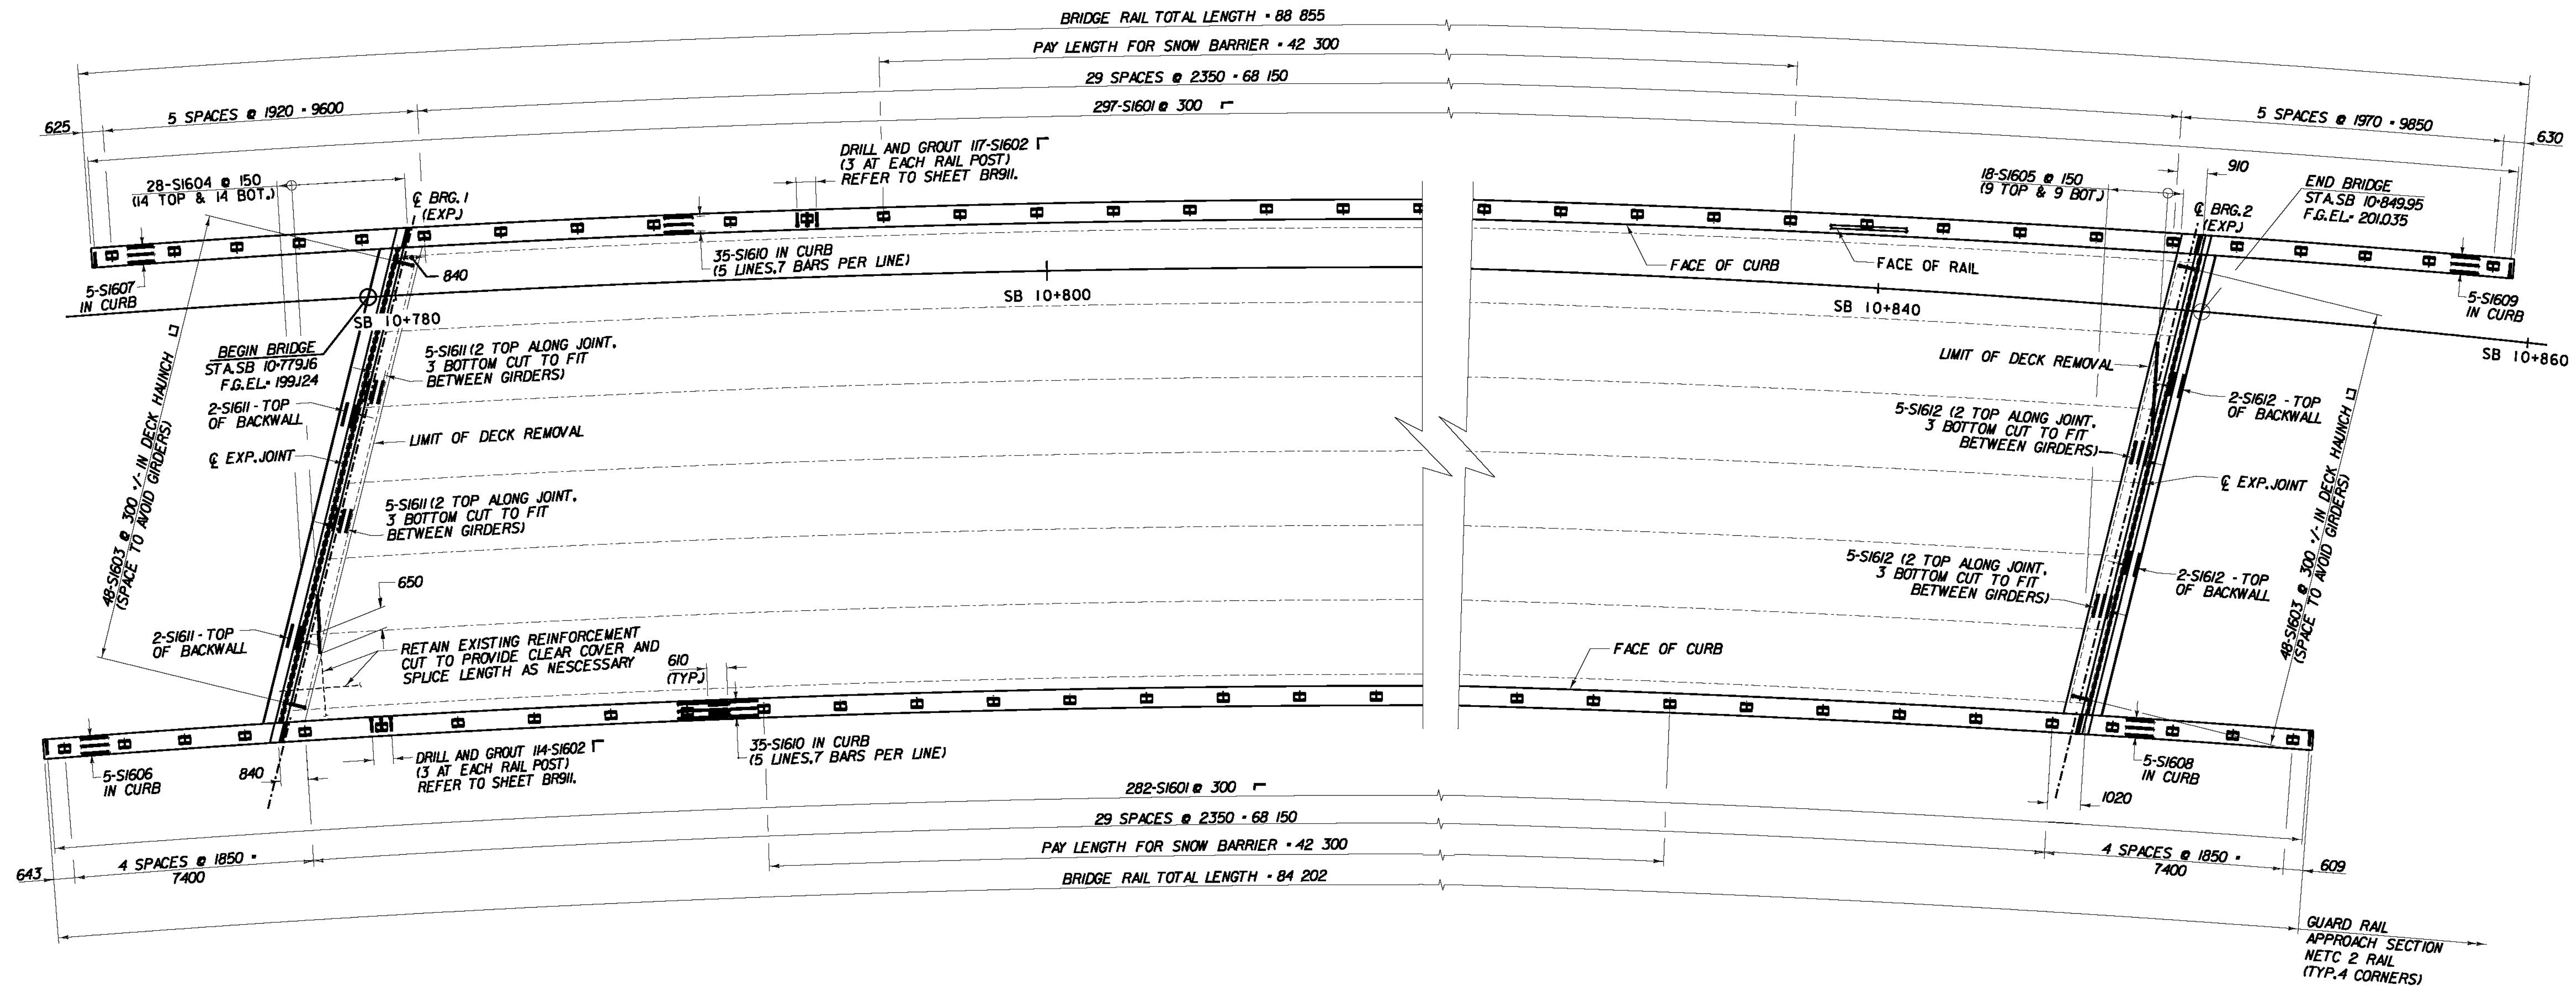 BRIDGE RAIL TOTAL LENGTH = 88 855
PAY LENGTH FOR SNOW BARRIER = 42 300
29 SPACES @ 2350 = 68 150
297-S1601 @ 300
5 SPACES @ 1920 = 9600
625
5 SPACES @ 1970 = 9850
630
28-S1604 @ 150
(14 TOP & 14 BOT.)
℄ BRG. 1
(EXP.)
DRILL AND GROUT 117-S1602
(3 AT EACH RAIL POST)
REFER TO SHEET BR911.
18-S1605 @ 150
(9 TOP & 9 BOT.)
910
END BRIDGE
STA.SB 10+849.95
F.G.EL.= 201.035
℄ BRG.2
(EXP.)
5-S1607
IN CURB
840
35-S1610 IN CURB
(5 LINES,7 BARS PER LINE)
FACE OF CURB
FACE OF RAIL
5-S1609
IN CURB
SB 10+780
SB 10+800
SB 10+840
SB 10+860
BEGIN BRIDGE
STA.SB 10+779.16
F.G.EL.= 199.124
5-S1611 (2 TOP ALONG JOINT,
3 BOTTOM CUT TO FIT
BETWEEN GIRDERS)
LIMIT OF DECK REMOVAL
2-S1611 - TOP
OF BACKWALL
LIMIT OF DECK REMOVAL
℄ EXP.JOINT
48-S1603 @ 300 +/- IN DECK HAUNCH
(SPACE TO AVOID GIRDERS)
5-S1611 (2 TOP ALONG JOINT,
3 BOTTOM CUT TO FIT
BETWEEN GIRDERS)
5-S1612 (2 TOP ALONG JOINT,
3 BOTTOM CUT TO FIT
BETWEEN GIRDERS)
2-S1612 - TOP
OF BACKWALL
℄ EXP.JOINT
48-S1603 @ 300 +/- IN DECK HAUNCH
(SPACE TO AVOID GIRDERS)
5-S1612 (2 TOP ALONG JOINT,
3 BOTTOM CUT TO FIT
BETWEEN GIRDERS)
2-S1612 - TOP
OF BACKWALL
650
2-S1611 - TOP
OF BACKWALL
RETAIN EXISTING REINFORCEMENT
CUT TO PROVIDE CLEAR COVER AND
SPLICE LENGTH AS NESCESSARY
610
(TYP.)
FACE OF CURB
5-S1606
IN CURB
840
DRILL AND GROUT 114-S1602
(3 AT EACH RAIL POST)
REFER TO SHEET BR911.
35-S1610 IN CURB
(5 LINES,7 BARS PER LINE)
5-S1608
IN CURB
1020
282-S1601 @ 300
29 SPACES @ 2350 = 68 150
PAY LENGTH FOR SNOW BARRIER = 42 300
BRIDGE RAIL TOTAL LENGTH = 84 202
643
4 SPACES @ 1850 =
7400
4 SPACES @ 1850 =
7400
609
GUARD RAIL
APPROACH SECTION
NETC 2 RAIL
(TYP.4 CORNERS)